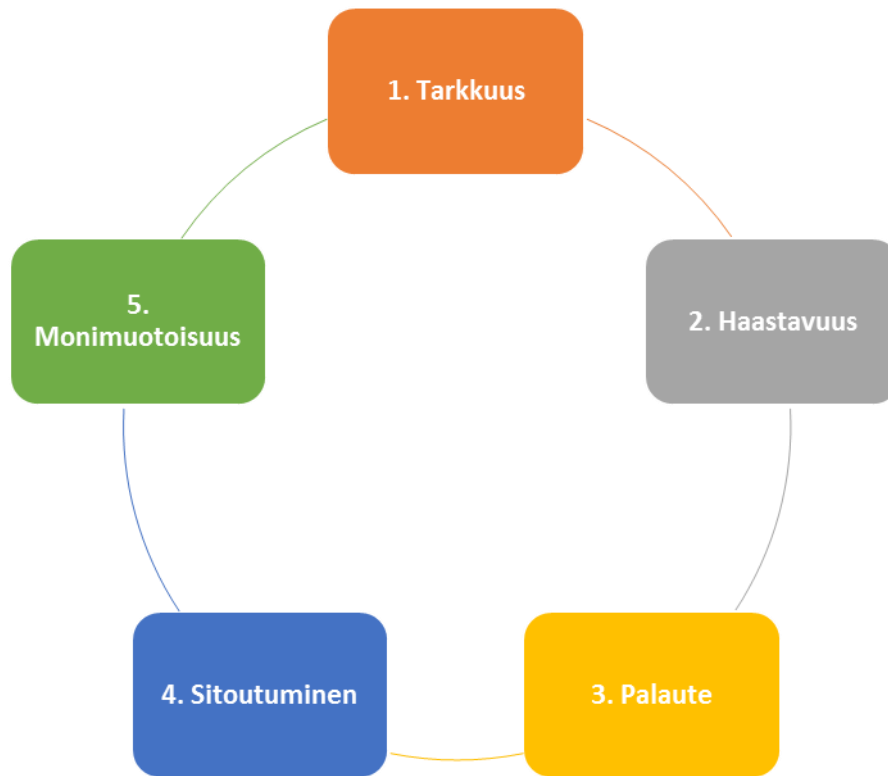 1. Tarkkuus
2. Haastavuus
3. Palaute
4. Sitoutuminen
5.
Monimuotoisuus